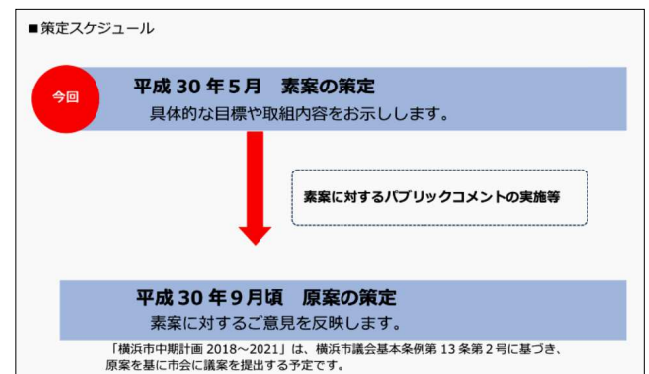 ■策定スケジュール
今回
平成 30 年５月　素案の策定
具体的な目標や取組内容をお示しします。
素案に対するパブリックコメントの実施等
平成 30 年９月頃　原案の策定
素案に対するご意見を反映します。
「横浜市中期計画 2018～2021」は、横浜市議会基本条例第 13 条第２号に基づき、
原案を基に市会に議案を提出する予定です。